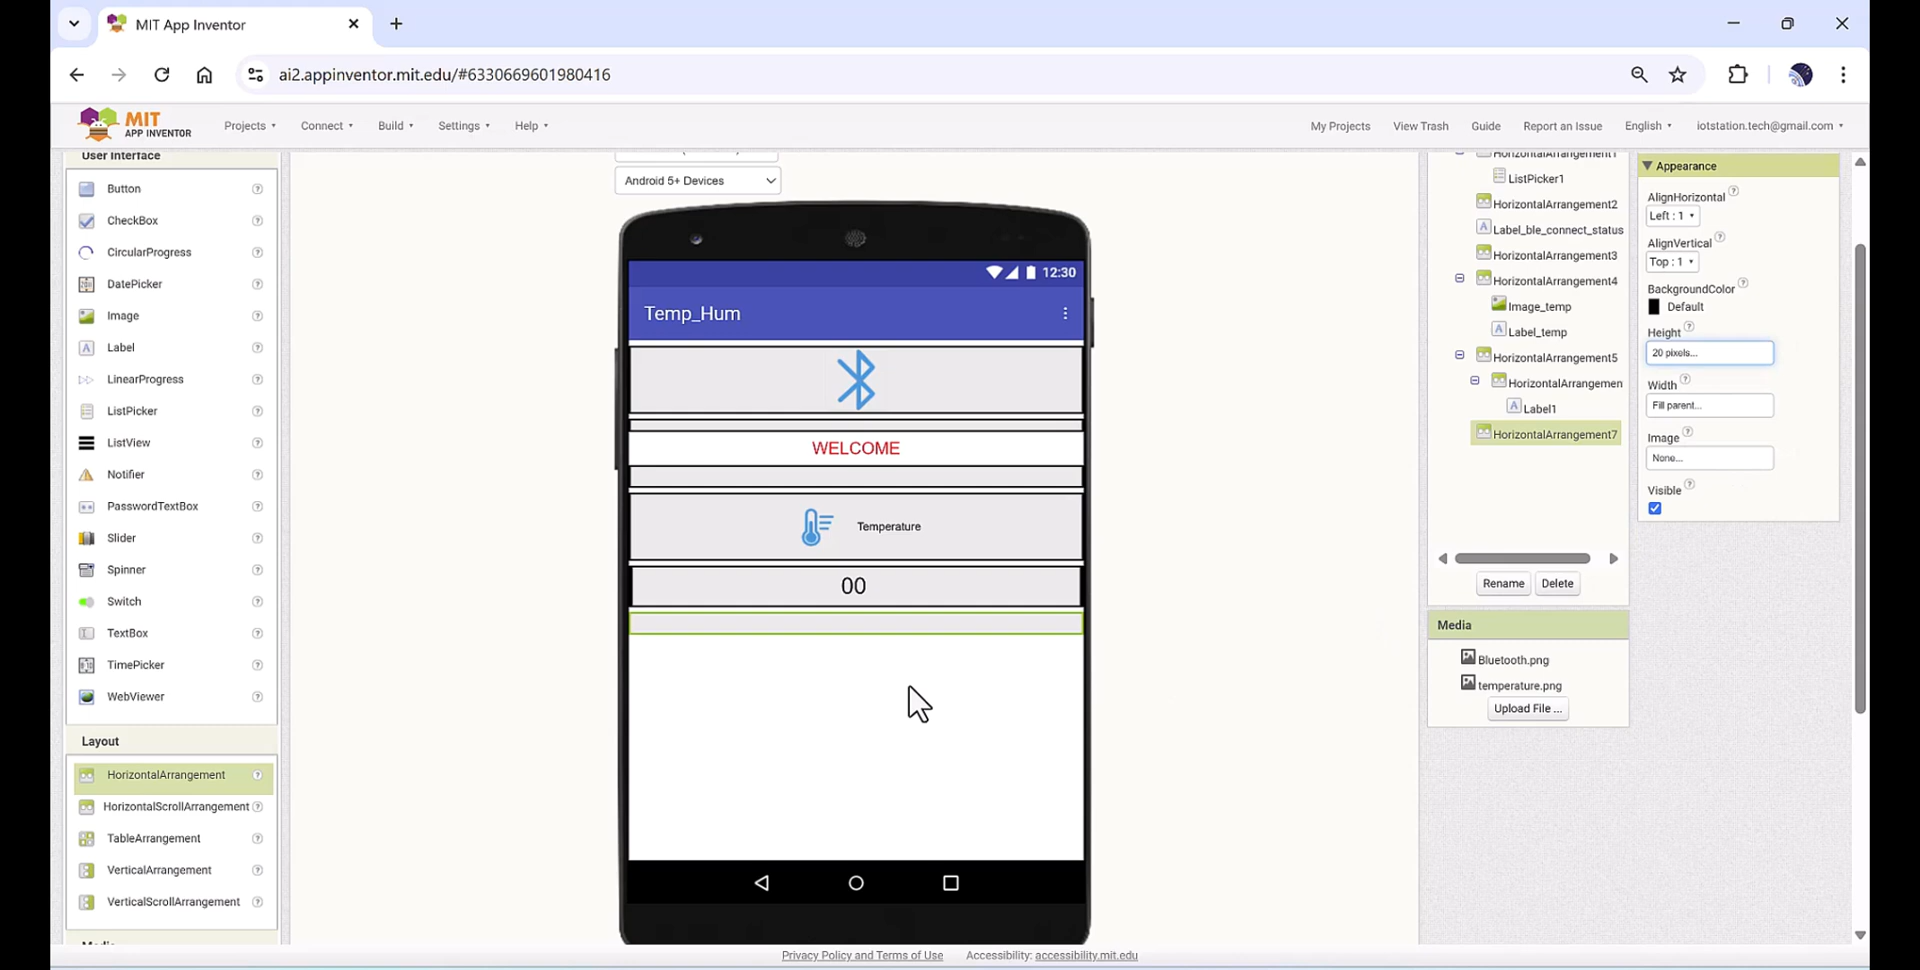 MIT App Inventor
ai2.appinventor.mit.edu/#6330669601980416
MIT
APP INVENTOR
Projects
Connect
Build
Settings
Help
My Projects
View Trash
Guide
Report an Issue
English
iotstation.tech@gmail.com
User Interface
Button
CheckBox
CircularProgress
DatePicker
Image
Label
LinearProgress
ListPicker
ListView
Notifier
PasswordTextBox
Slider
Spinner
Switch
TextBox
TimePicker
WebViewer
Layout
HorizontalArrangement
HorizontalScrollArrangement
TableArrangement
VerticalArrangement
VerticalScrollArrangement
Media
Android 5+ Devices
12:30
Temp_Hum
WELCOME
Temperature
00
HorizontalArrangement1
ListPicker1
HorizontalArrangement2
Label_ble_connect_status
HorizontalArrangement3
HorizontalArrangement4
Image_temp
Label_temp
HorizontalArrangement5
HorizontalArrangemen
Label1
HorizontalArrangement7
Rename
Delete
Media
Bluetooth.png
temperature.png
Upload File ...
Appearance
AlignHorizontal
Left : 1
AlignVertical
Top : 1
BackgroundColor
Default
Height
20 pixels...
Width
Fill parent...
Image
None...
Visible
Privacy Policy and Terms of Use
Accessibility: accessibility.mit.edu